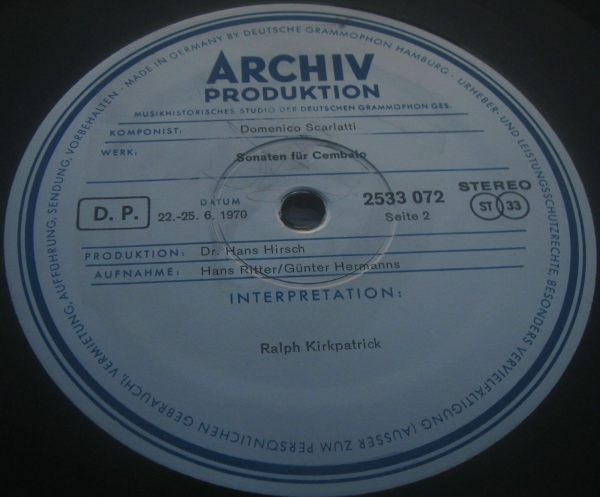 VERMIETUNG, AUFFÜHRUNG, SENDUNG, VORBEHALTEN · MADE IN GERMANY BY DEUTSCHE GRAMMOPHON HAMBURG · URHEBER- UND LEISTUNGSSCHUTZRECHTE, BESONDERS VERVIELFÄLTIGUNG (AUSSER ZUM PERSÖNLICHEN GEBRAUCH),
ARCHIV
PRODUKTION
MUSIKHISTORISCHES STUDIO DER DEUTSCHEN GRAMMOPHON GES.
KOMPONIST: Domenico Scarlatti
WERK: Sonaten für Cembalo
D. P.
DATUM
22.-25. 6. 1970
2533 072
Seite 2
STEREO
ST 33
PRODUKTION: Dr. Hans Hirsch
AUFNAHME: Hans Ritter/Günter Hermanns
INTERPRETATION:
Ralph Kirkpatrick